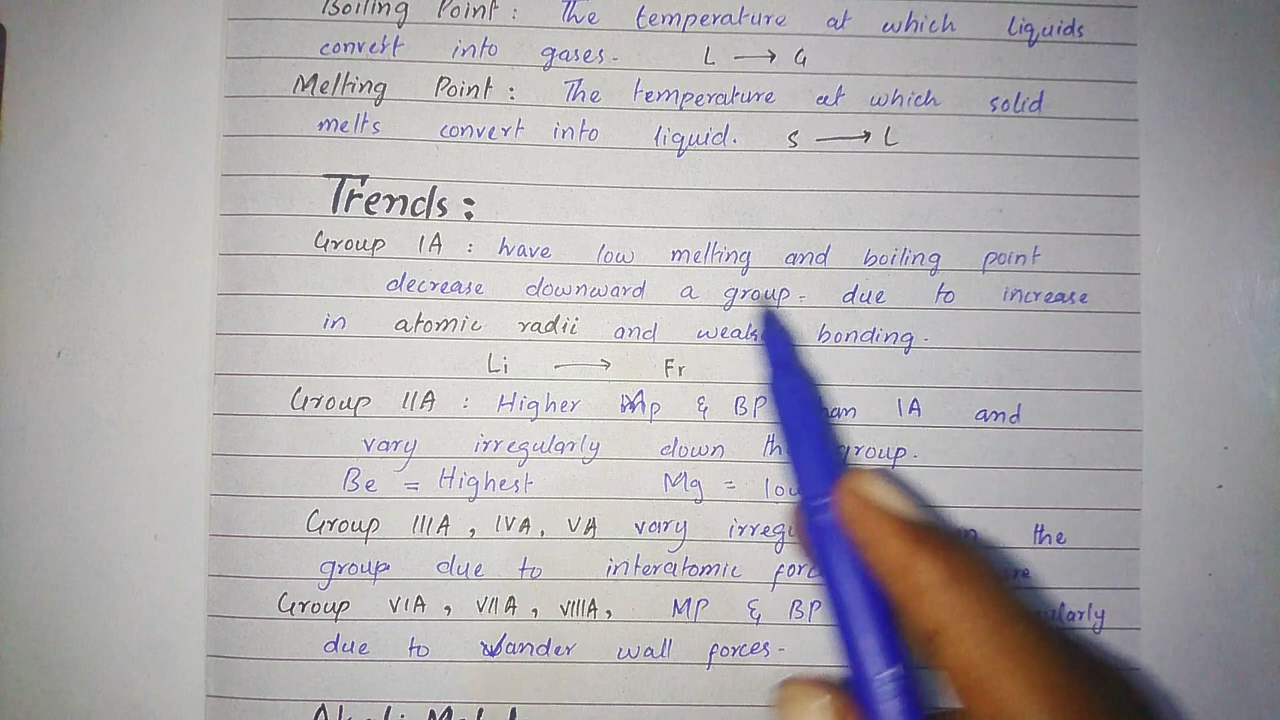 Boiling Point : The temperature at which liquids
convert into gases. L → G
Melting Point : The temperature at which solid
melts convert into liquid. S → L
Trends :
Group IA : have low melting and boiling point
decrease downward a group. due to increase
in atomic radii and weak bonding.
Li → Fr
Group IIA : Higher Mp & BP IA and
vary irregularly down group.
Be = Highest Mg =
Group IIIA , IVA, VA vary the
group due to interatomic
Group VIA , VIIA , VIIIA, MP & BP
due to Vander wall forces.